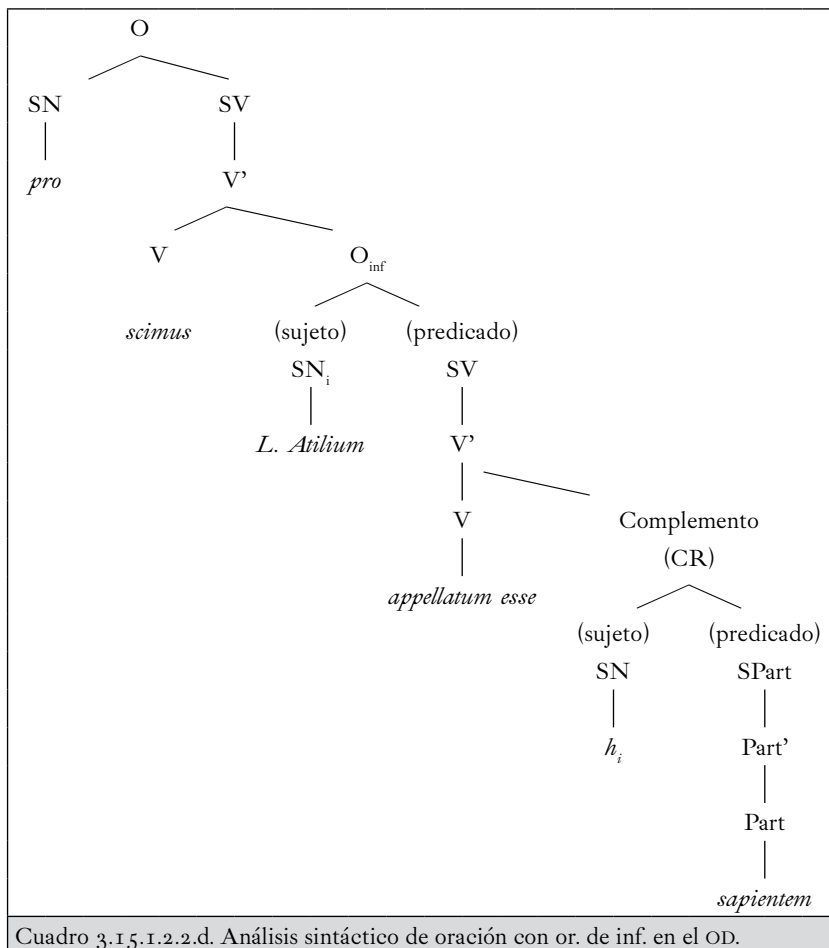 O
SN SV
pro V’
V O_inf
scimus (sujeto) (predicado)
SN_i SV
L. Atilium V’
V Complemento
(CR)
appellatum esse
(sujeto) (predicado)
SN SPart
h_i Part’
Part
sapientem
Cuadro 3.15.1.2.2.d. Análisis sintáctico de oración con or. de inf. en el OD.